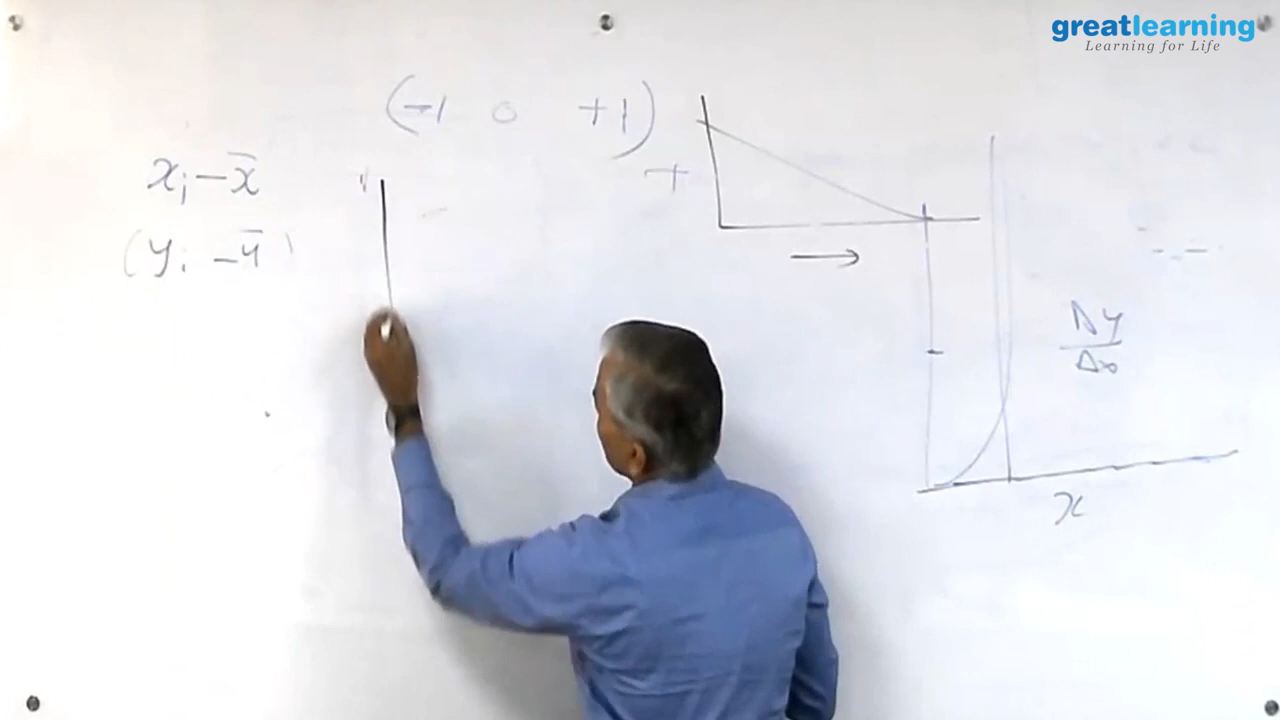 greatlearning
Learning for Life
(-1 0 +1)
+
xi - x̄
(yi - ȳ)
Δy
Δx
x